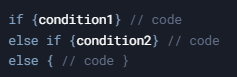 if {condition1} // code
else if {condition2} // code
else { // code }